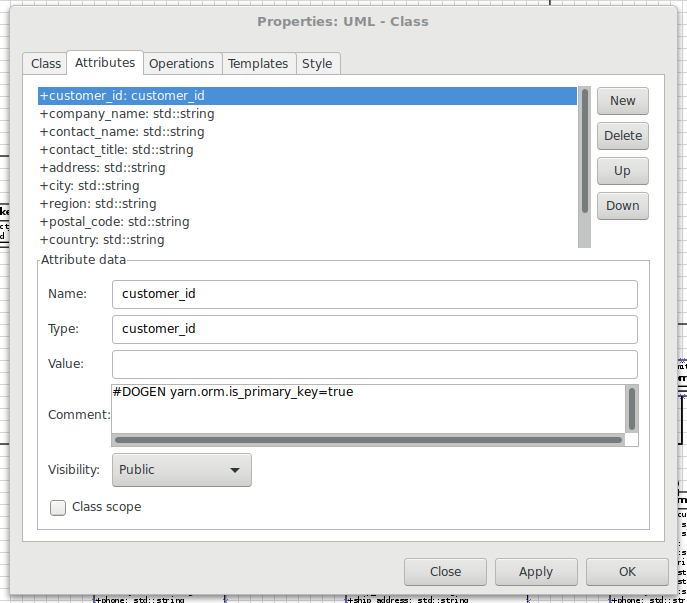 Properties: UML - Class
Class Attributes Operations Templates Style
+customer_id: customer_id
+company_name: std::string
+contact_name: std::string
+contact_title: std::string
+address: std::string
+city: std::string
+region: std::string
+postal_code: std::string
+country: std::string
New
Delete
Up
Down
Attribute data
Name: customer_id
Type: customer_id
Value:
Comment: #DOGEN yarn.orm.is_primary_key=true
Visibility: Public
Class scope
Close Apply OK
+phone: std::string +ship_address: std::string +phone: std::str